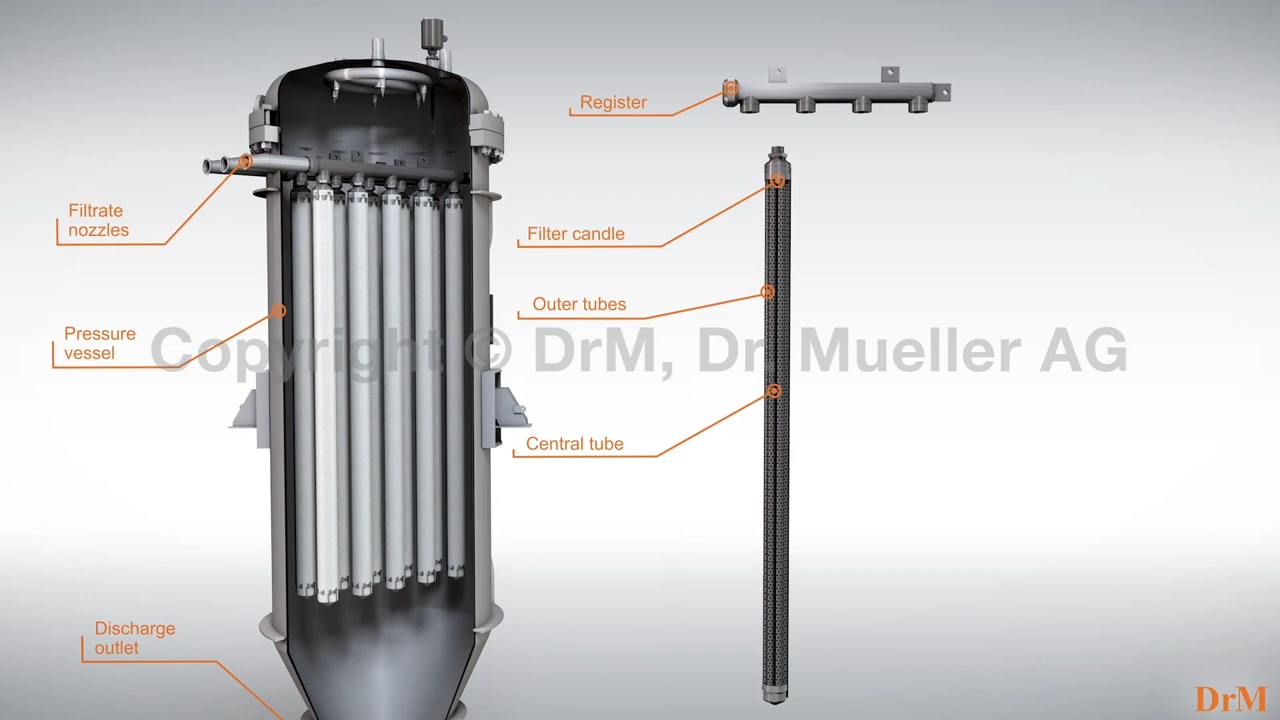 Register
Filtrate
nozzles
Filter candle
Outer tubes
Pressure
vessel
Copyright © DrM, Dr. Mueller AG
Central tube
Discharge
outlet
DrM